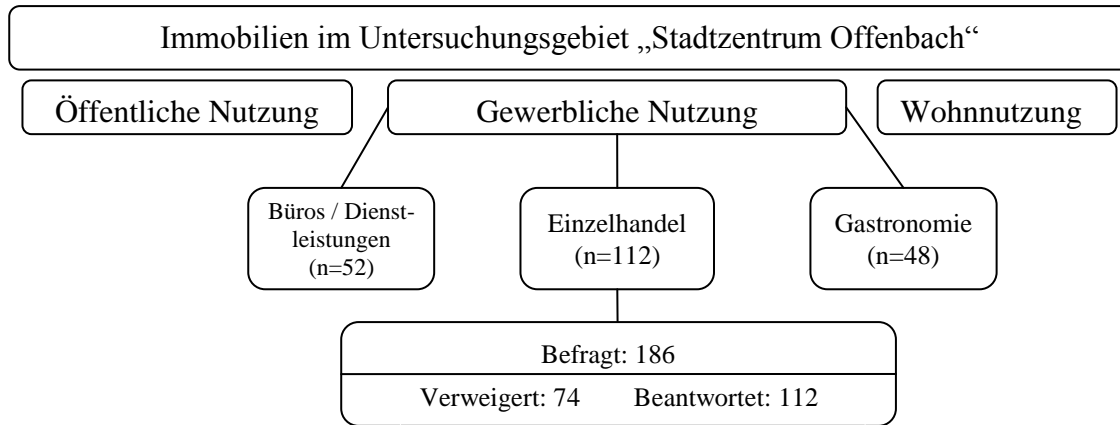 Immobilien im Untersuchungsgebiet „Stadtzentrum Offenbach“
Öffentliche Nutzung
Gewerbliche Nutzung
Wohnnutzung
Büros / Dienst-
leistungen
(n=52)
Einzelhandel
(n=112)
Gastronomie
(n=48)
Befragt: 186
Verweigert: 74 Beantwortet: 112